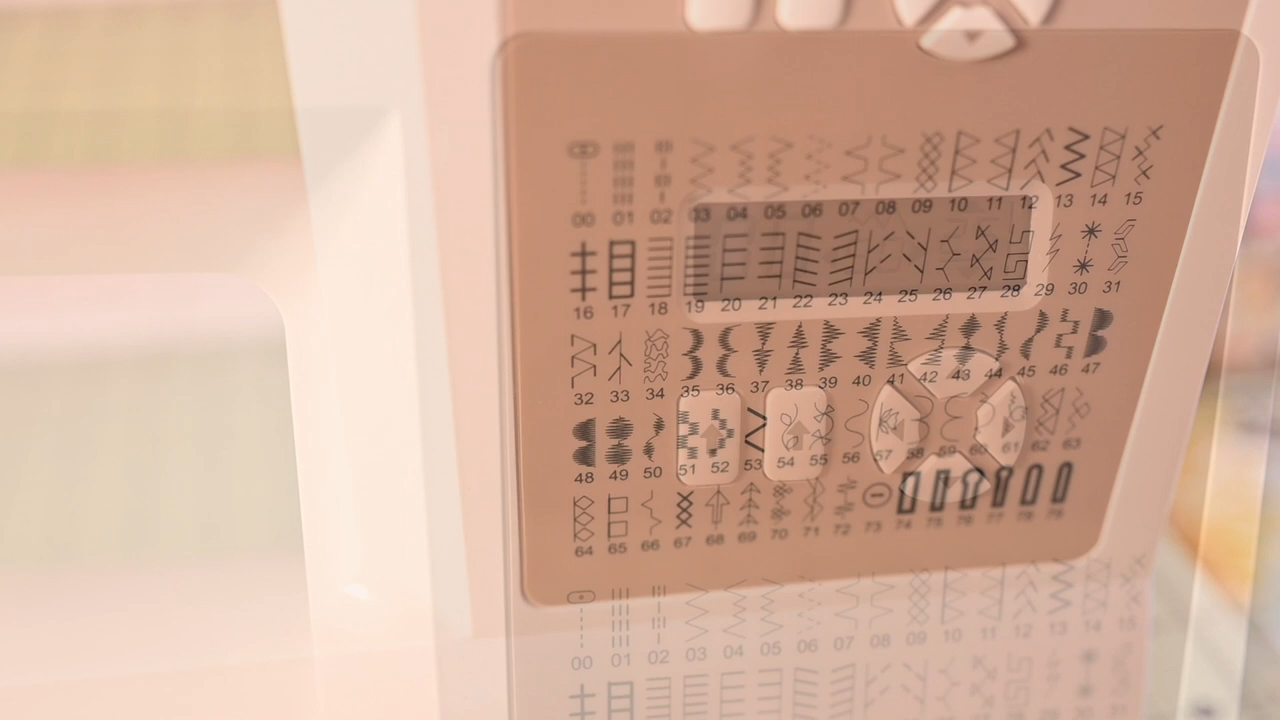 00 01 02 03 04 05 06 07 08 09 10 11 12 13 14 15
16 17 18 19 20 21 22 23 24 25 26 27 28 29 30 31
32 33 34 35 36 37 38 39 40 41 42 43 44 45 46 47
48 49 50 51 52 53 54 55 56 57 58 59 60 61 62 63
64 65 66 67 68 69 70 71 72 73 74 75 76 77 78 79
00 01 02 03 04 05 06 07 08 09 10 11 12 13 14 15